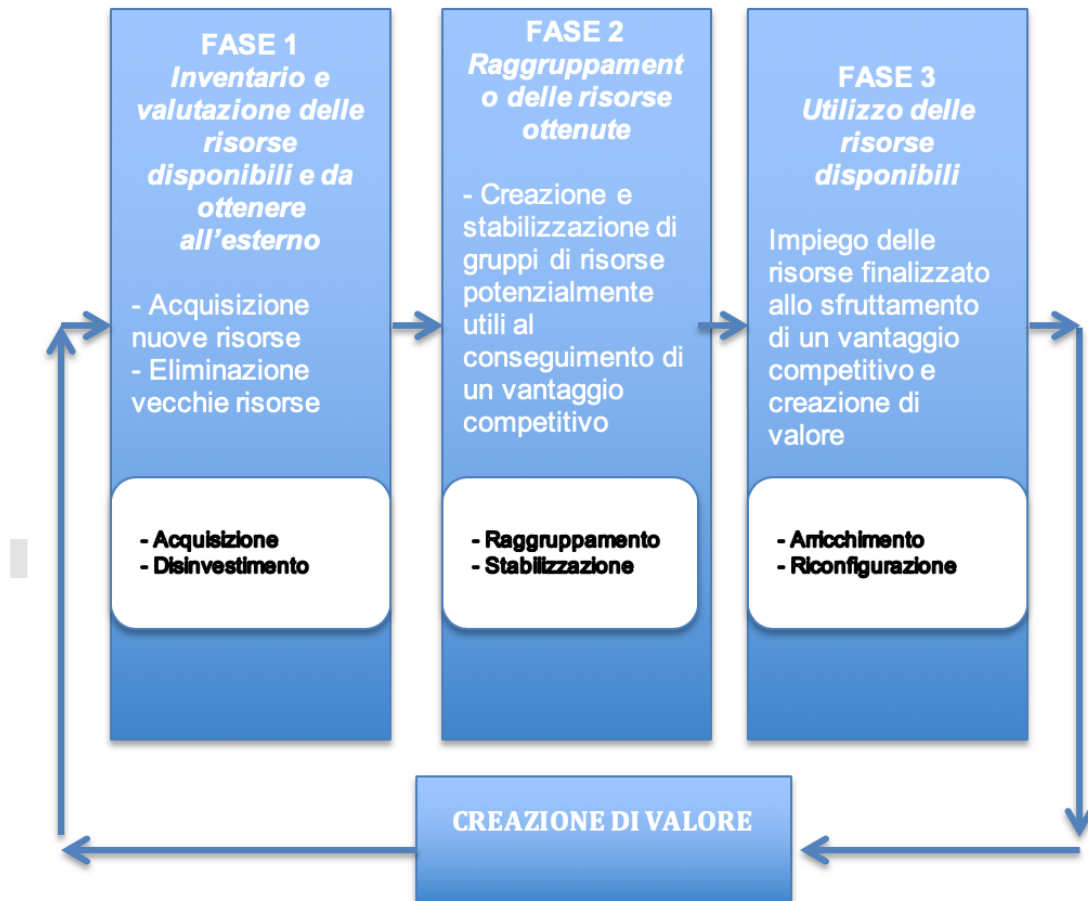 FASE 1
Inventario e
valutazione delle
risorse
disponibili e da
ottenere
all’esterno
- Acquisizione
nuove risorse
- Eliminazione
vecchie risorse
- Acquisizione
- Disinvestimento
FASE 2
Raggruppament
o delle risorse
ottenute
- Creazione e
stabilizzazione di
gruppi di risorse
potenzialmente
utili al
conseguimento di
un vantaggio
competitivo
- Raggruppamento
- Stabilizzazione
FASE 3
Utilizzo delle
risorse
disponibili
Impiego delle
risorse finalizzato
allo sfruttamento
di un vantaggio
competitivo e
creazione di
valore
- Arricchimento
- Riconfigurazione
CREAZIONE DI VALORE